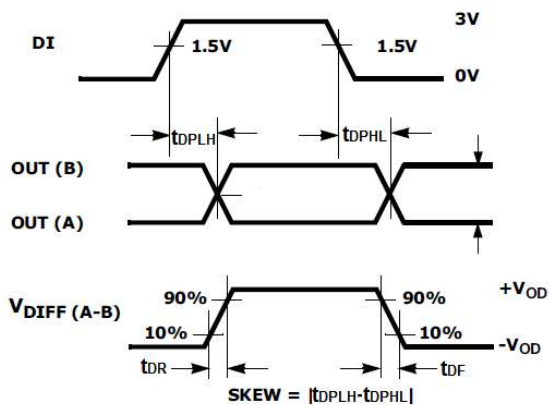 3V
DI
1.5V
1.5V
0V
tDPLH
tDPHL
OUT (B)
OUT (A)
+VOD
90%
90%
VDIFF (A-B)
10%
10%
-VOD
tDR
tDF
SKEW = |tDPLH-tDPHL|